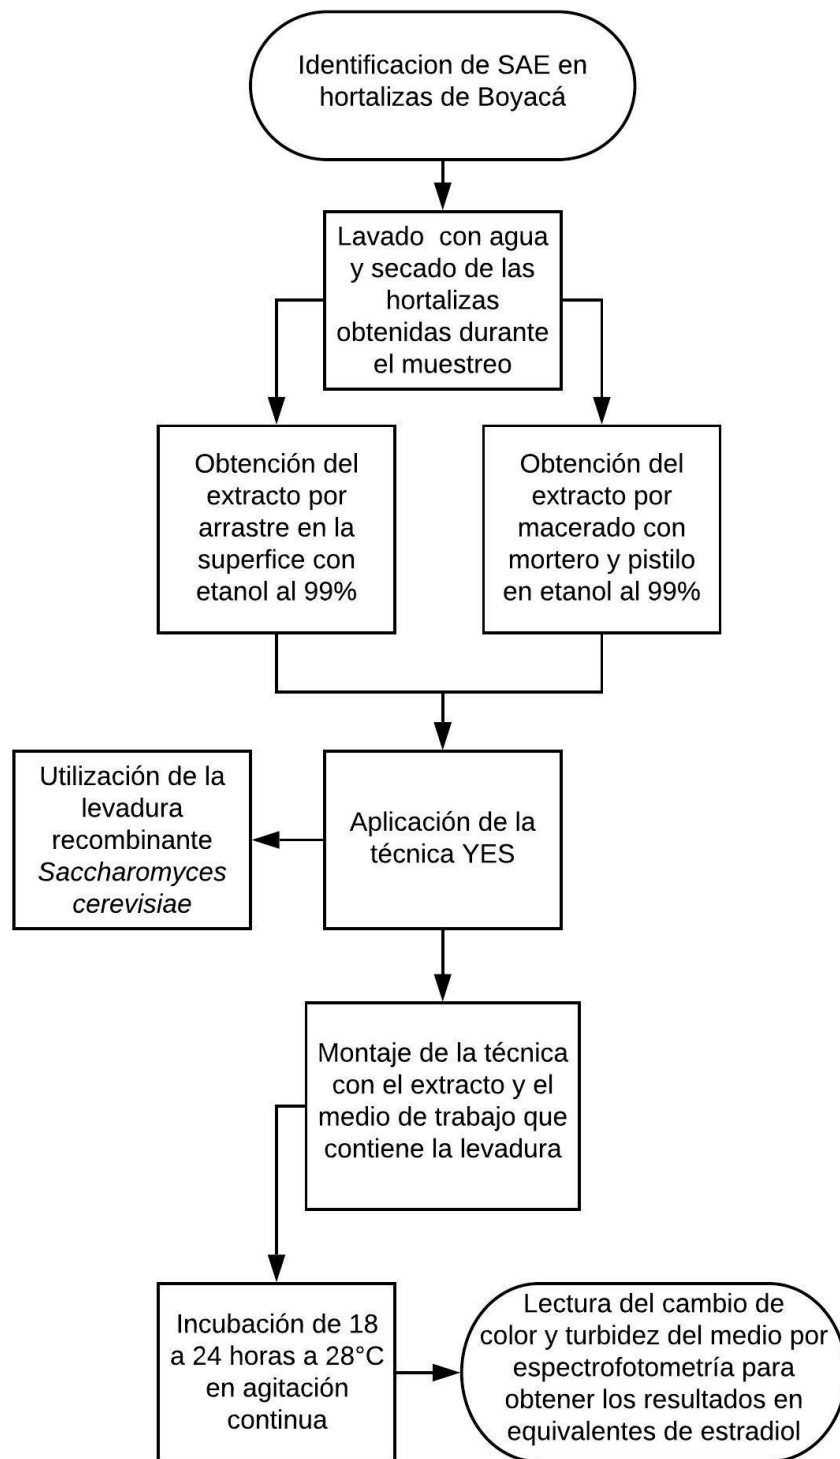 Identificacion de SAE en
hortalizas de Boyacá
Lavado con agua
y secado de las
hortalizas
obtenidas durante
el muestreo
Obtención del
extracto por
arrastre en la
superfice con
etanol al 99%
Obtención del
extracto por
macerado con
mortero y pistilo
en etanol al 99%
Utilización de la
levadura
recombinante
Saccharomyces
cerevisiae
Aplicación de la
técnica YES
Montaje de la técnica
con el extracto y el
medio de trabajo que
contiene la levadura
Incubación de 18
a 24 horas a 28°C
en agitación
continua
Lectura del cambio de
color y turbidez del medio por
espectrofotometría para
obtener los resultados en
equivalentes de estradiol